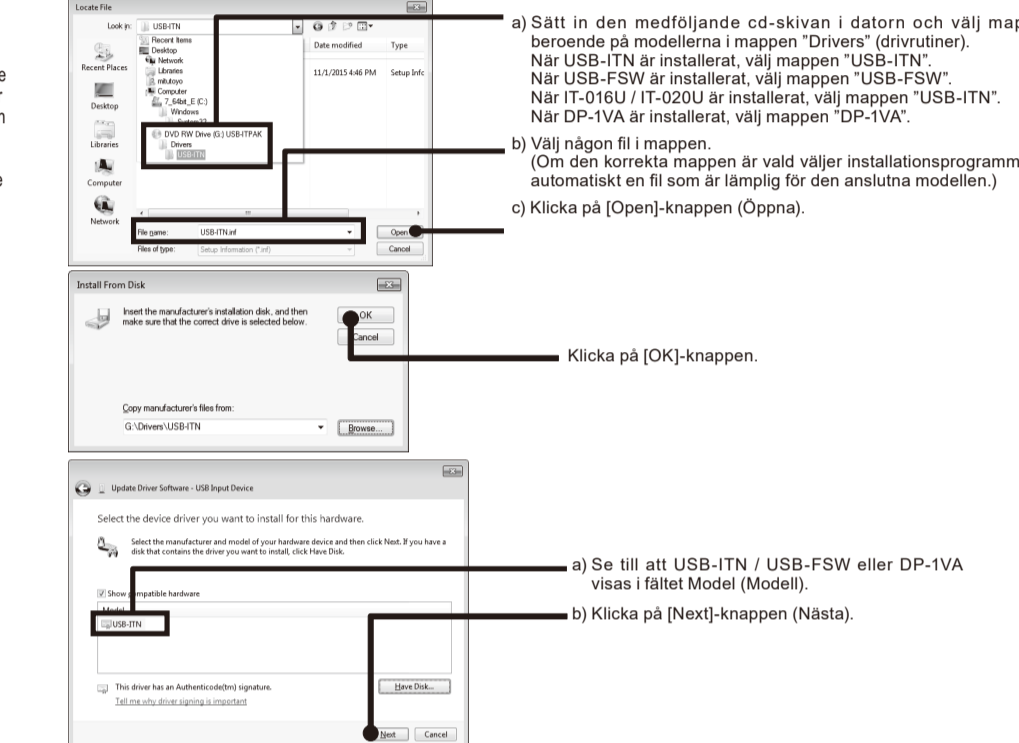 Locate File
Look in:
USB-ITN
Recent Places
Desktop
Libraries
Computer
Network
Recent Items
Desktop
Network
Libraries
mitutoyo
Computer
7_64bit_E (C:)
Windows
DVD RW Drive (G:) USB-ITPAK
Drivers
USB-ITN
Date modified
Type
11/1/2015 4:46 PM
Setup Infc
File name:
USB-ITN.inf
Open
Files of type:
Setup Information (*.inf)
Cancel
a) Sätt in den medföljande cd-skivan i datorn och välj map
beroende på modellerna i mappen ”Drivers” (drivrutiner).
När USB-ITN är installerat, välj mappen ”USB-ITN”.
När USB-FSW är installerat, välj mappen ”USB-FSW”.
När IT-016U / IT-020U är installerat, välj mappen ”USB-ITN”.
När DP-1VA är installerat, välj mappen ”DP-1VA”.
b) Välj någon fil i mappen.
(Om den korrekta mappen är vald väljer installationsprogramm
automatiskt en fil som är lämplig för den anslutna modellen.)
c) Klicka på [Open]-knappen (Öppna).
Install From Disk
Insert the manufacturer's installation disk, and then
make sure that the correct drive is selected below.
OK
Cancel
Copy manufacturer's files from:
G:\Drivers\USB-ITN
Browse...
Klicka på [OK]-knappen.
Update Driver Software - USB Input Device
Select the device driver you want to install for this hardware.
Select the manufacturer and model of your hardware device and then click Next. If you have a
disk that contains the driver you want to install, click Have Disk.
Show compatible hardware
Model
USB-ITN
This driver has an Authenticode(tm) signature.
Tell me why driver signing is important
Have Disk...
Next
Cancel
a) Se till att USB-ITN / USB-FSW eller DP-1VA
visas i fältet Model (Modell).
b) Klicka på [Next]-knappen (Nästa).